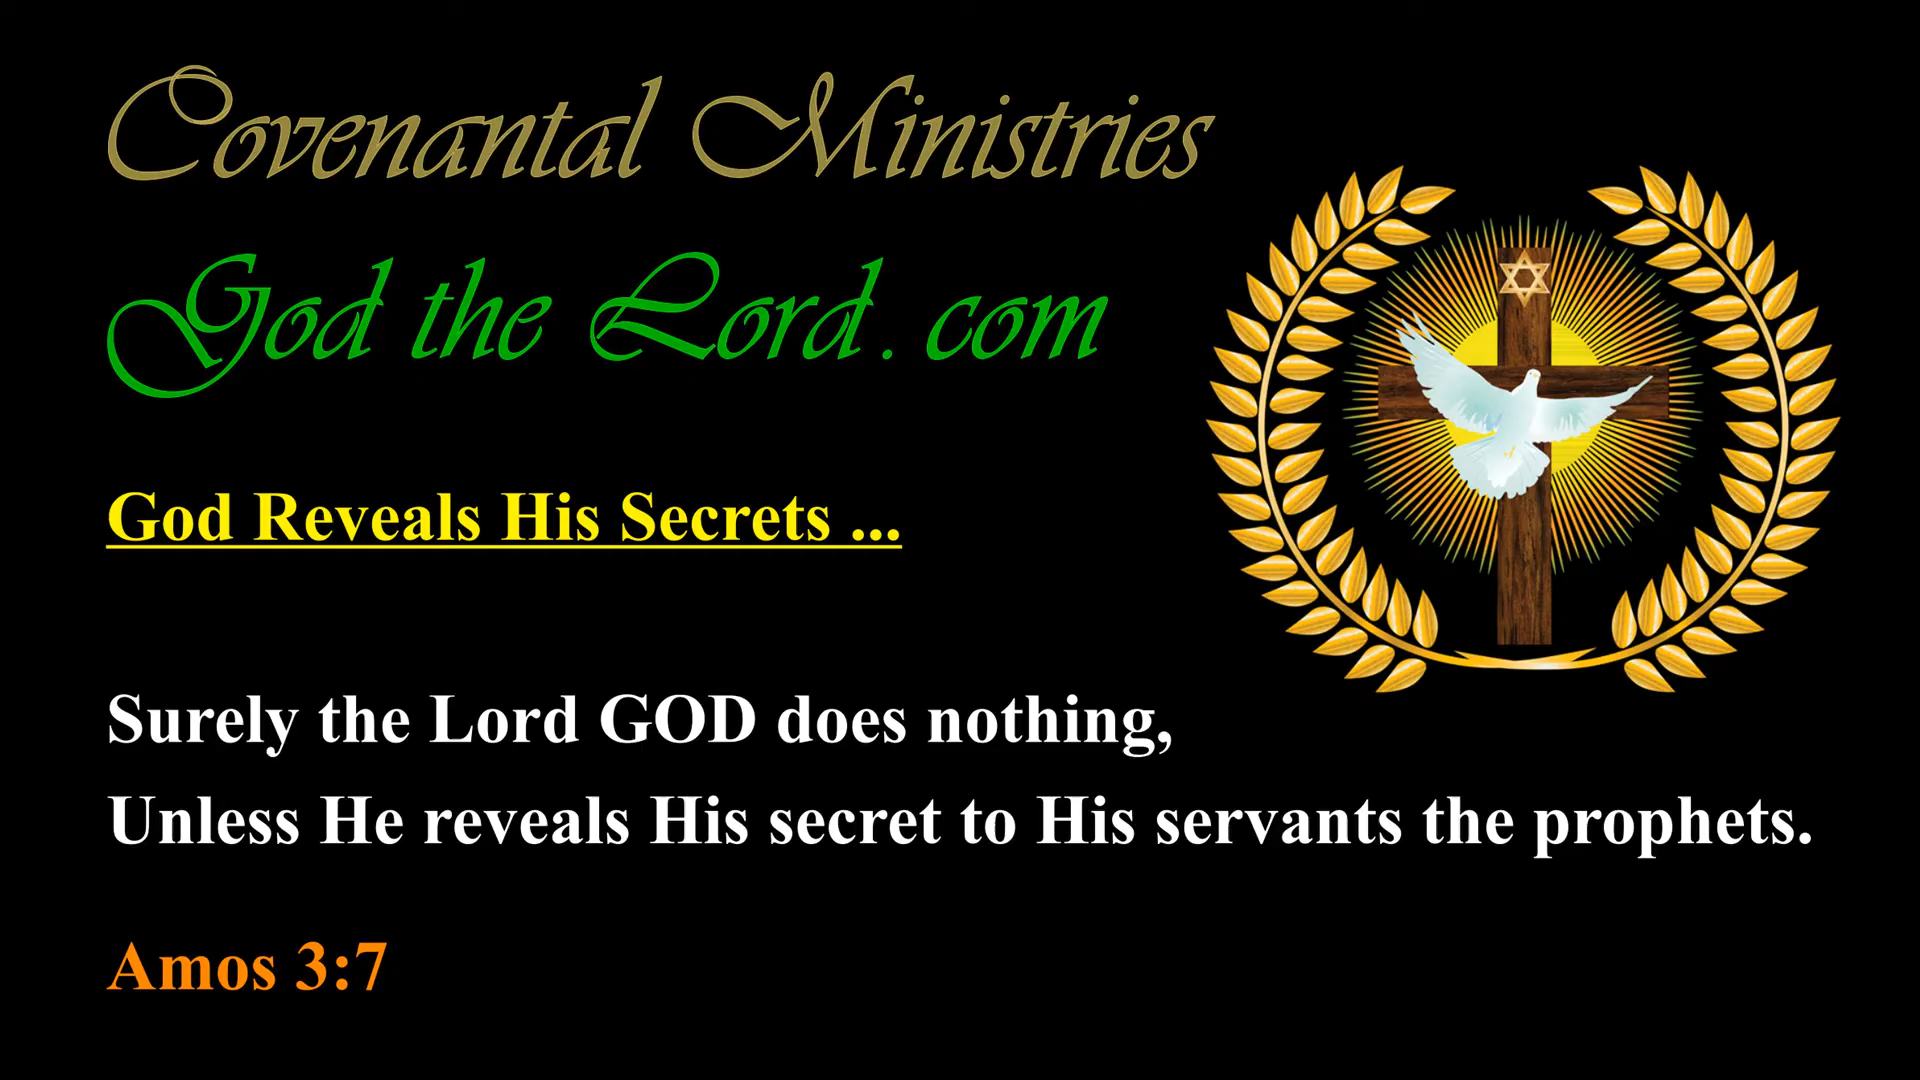 Covenantal Ministries
God the Lord . com
God Reveals His Secrets ...
Surely the Lord GOD does nothing,
Unless He reveals His secret to His servants the prophets.
Amos 3:7